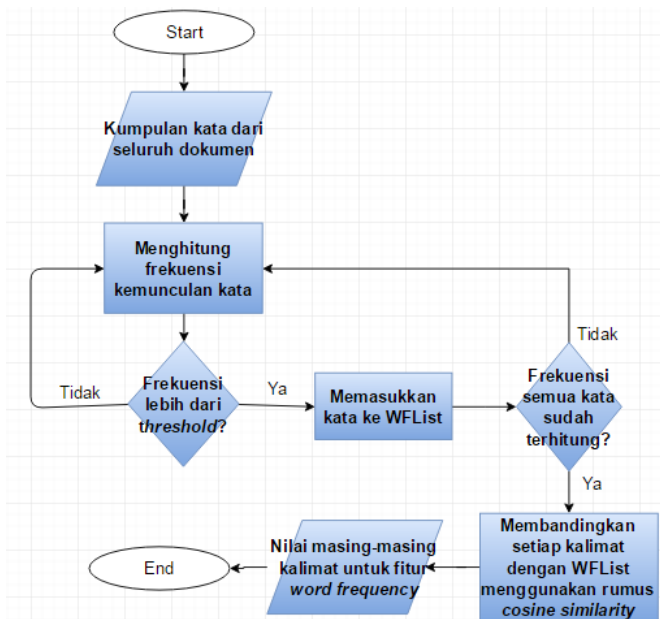 Start
Kumpulan kata dari
seluruh dokumen
Menghitung
frekuensi
kemunculan kata
Tidak
Frekuensi
lebih dari
threshold?
Ya
Memasukkan
kata ke WFList
Tidak
Frekuensi
semua kata
sudah
terhitung?
Ya
Membandingkan
setiap kalimat
dengan WFList
menggunakan rumus
cosine similarity
Nilai masing-masing
kalimat untuk fitur
word frequency
End